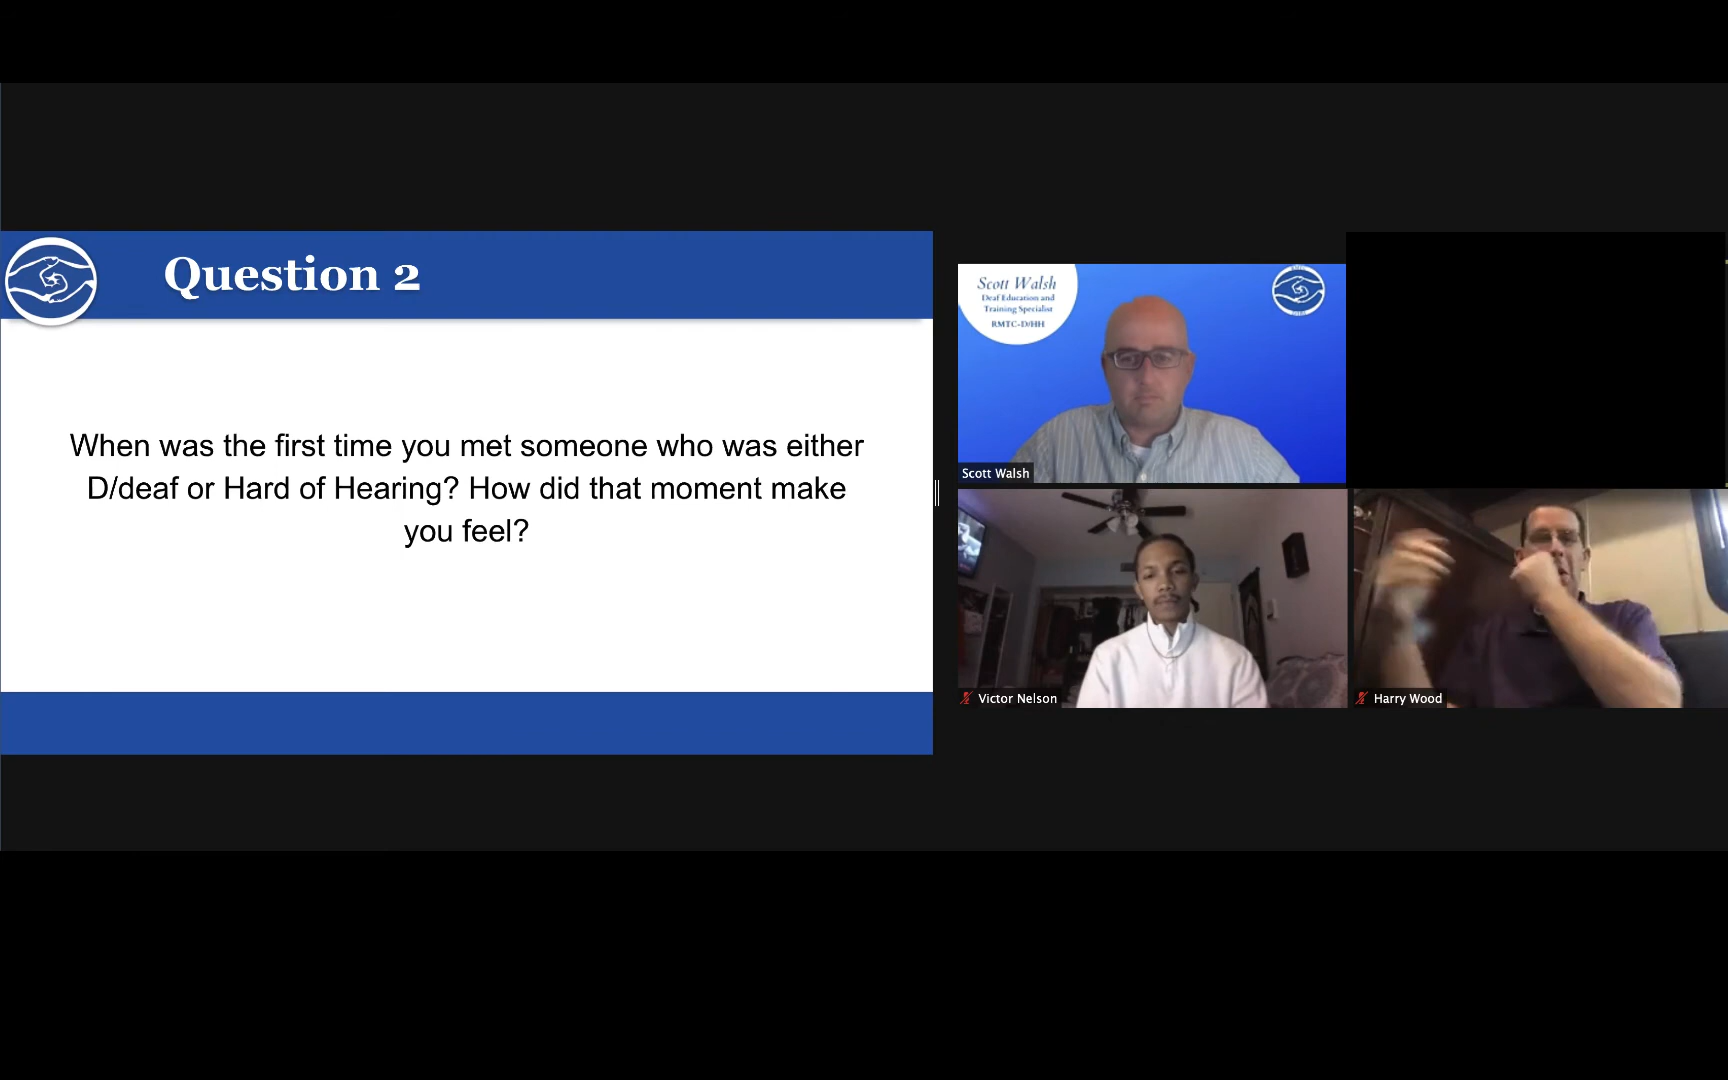 Question 2
When was the first time you met someone who was either
D/deaf or Hard of Hearing? How did that moment make
you feel?
Scott Walsh
Deaf Education and
Training Specialist
RMTC-D/HH
Scott Walsh
Victor Nelson
Harry Wood